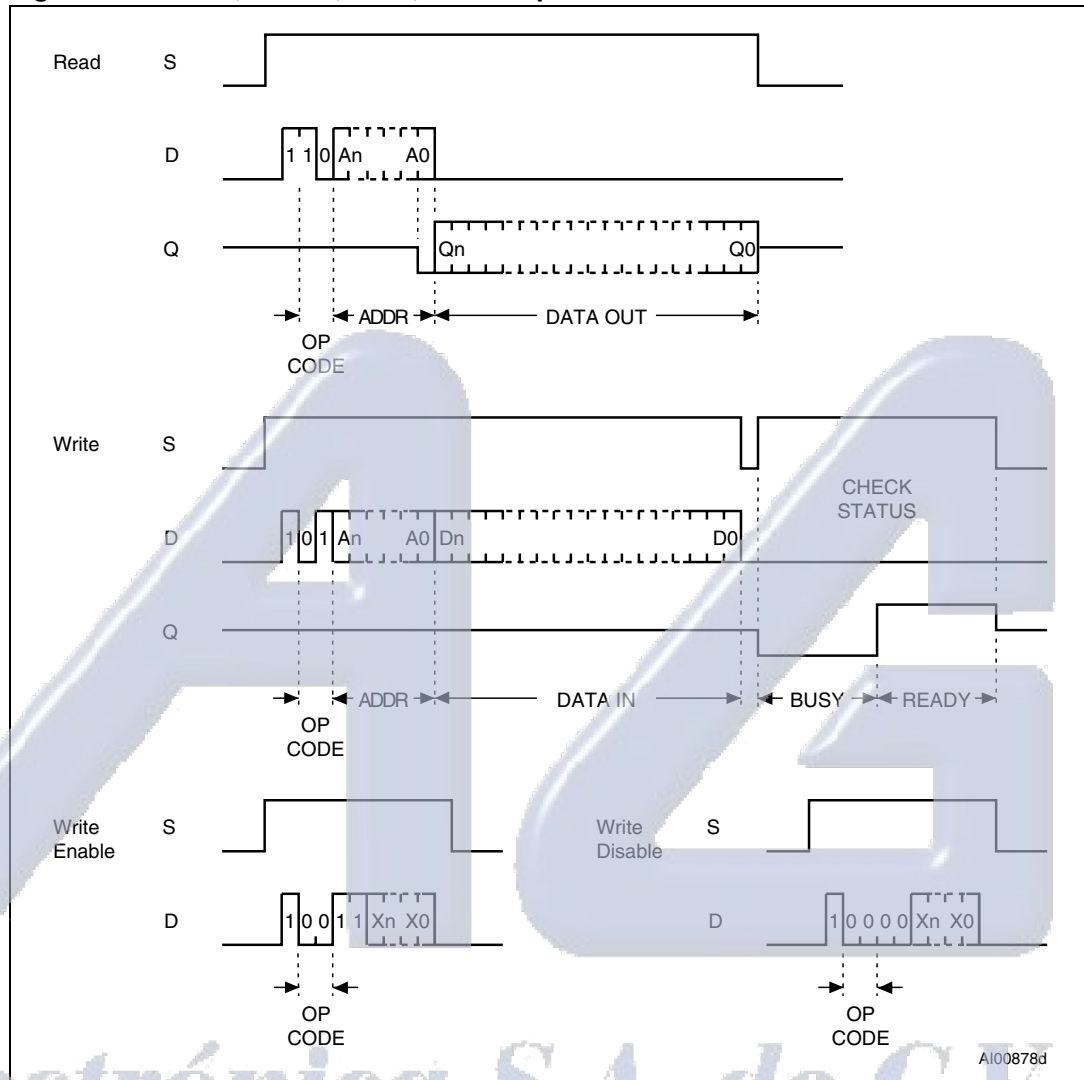 Read S
D 1 1 0 An A0
Q Qn Q0
ADDR DATA OUT
OP
CODE
Write S
CHECK
STATUS
D 1 0 1 An A0 Dn D0
Q
ADDR DATA IN BUSY READY
OP
CODE
Write
Enable S
Write
Disable S
D 1 0 0 1 1 Xn X0
D 1 0 0 0 0 Xn X0
OP
CODE
OP
CODE
AI00878d